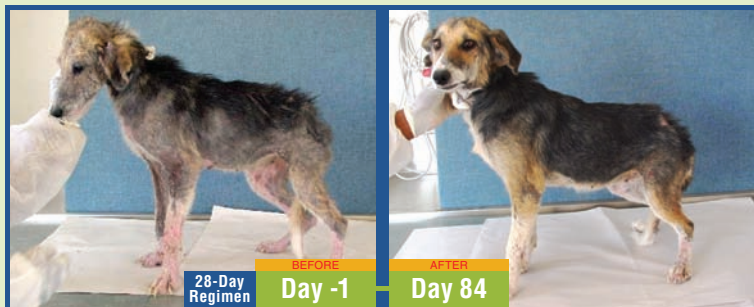 28-Day
Regimen
BEFORE
Day -1
AFTER
Day 84